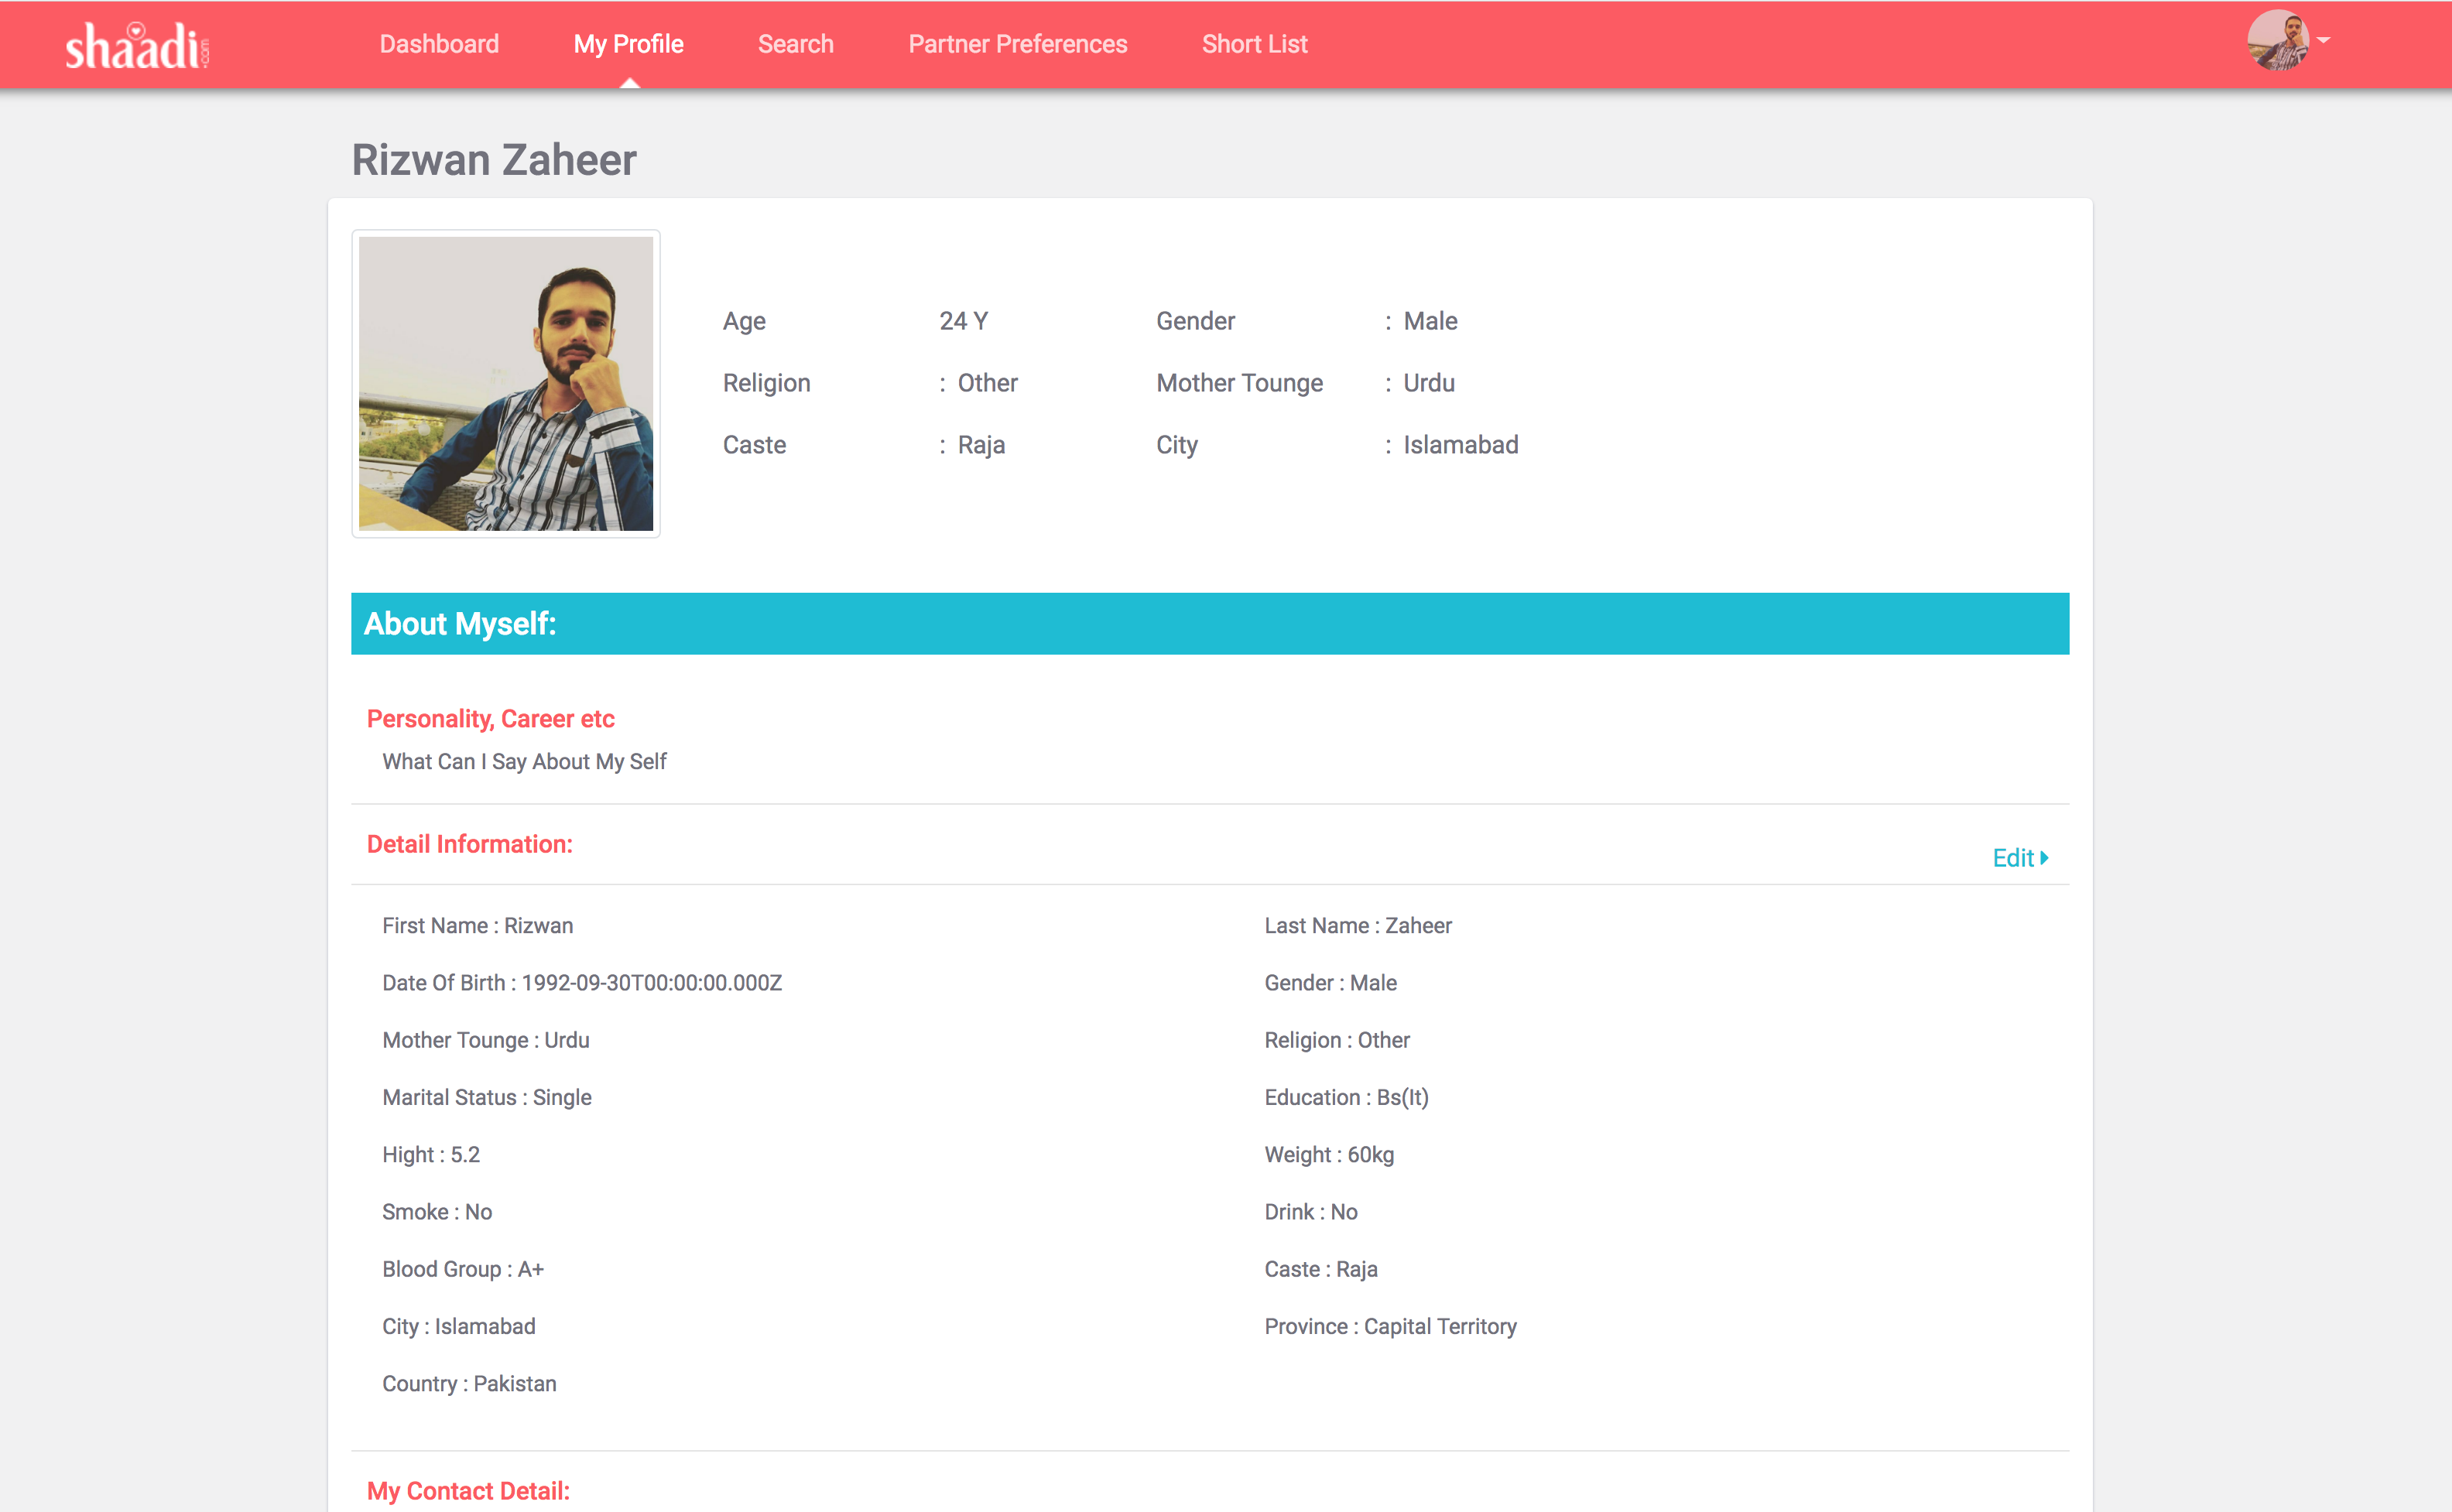 shaadi.com
Dashboard My Profile Search Partner Preferences Short List
Rizwan Zaheer
Age 24 Y Gender : Male
Religion : Other Mother Tounge : Urdu
Caste : Raja City : Islamabad
About Myself:
Personality, Career etc
What Can I Say About My Self
Detail Information:
Edit
First Name : Rizwan Last Name : Zaheer
Date Of Birth : 1992-09-30T00:00:00.000Z Gender : Male
Mother Tounge : Urdu Religion : Other
Marital Status : Single Education : Bs(It)
Hight : 5.2 Weight : 60kg
Smoke : No Drink : No
Blood Group : A+ Caste : Raja
City : Islamabad Province : Capital Territory
Country : Pakistan
My Contact Detail: